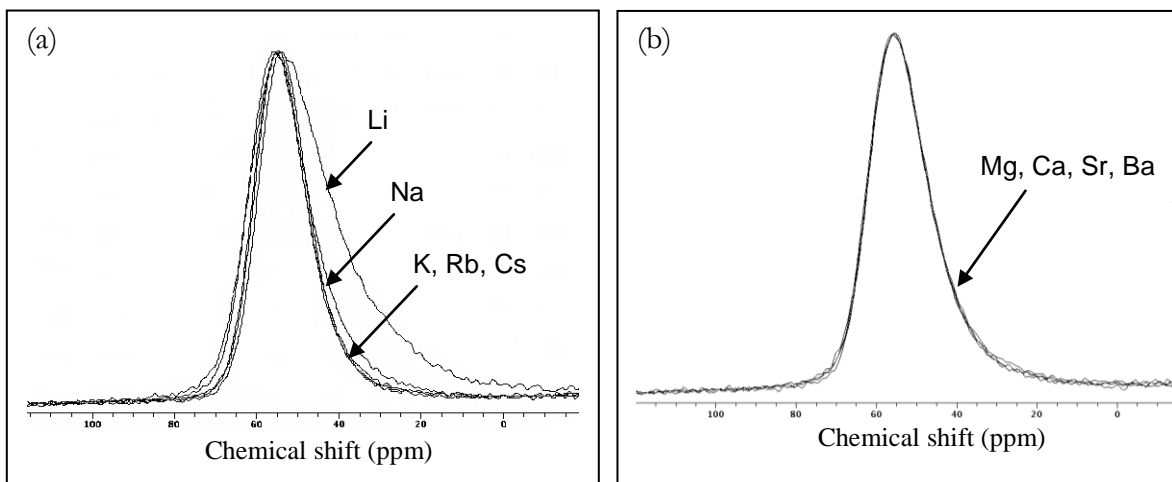 (a)
Li
Na
K, Rb, Cs
100 80 60 40 20 0
Chemical shift (ppm)
(b)
Mg, Ca, Sr, Ba
100 80 60 40 20 0
Chemical shift (ppm)